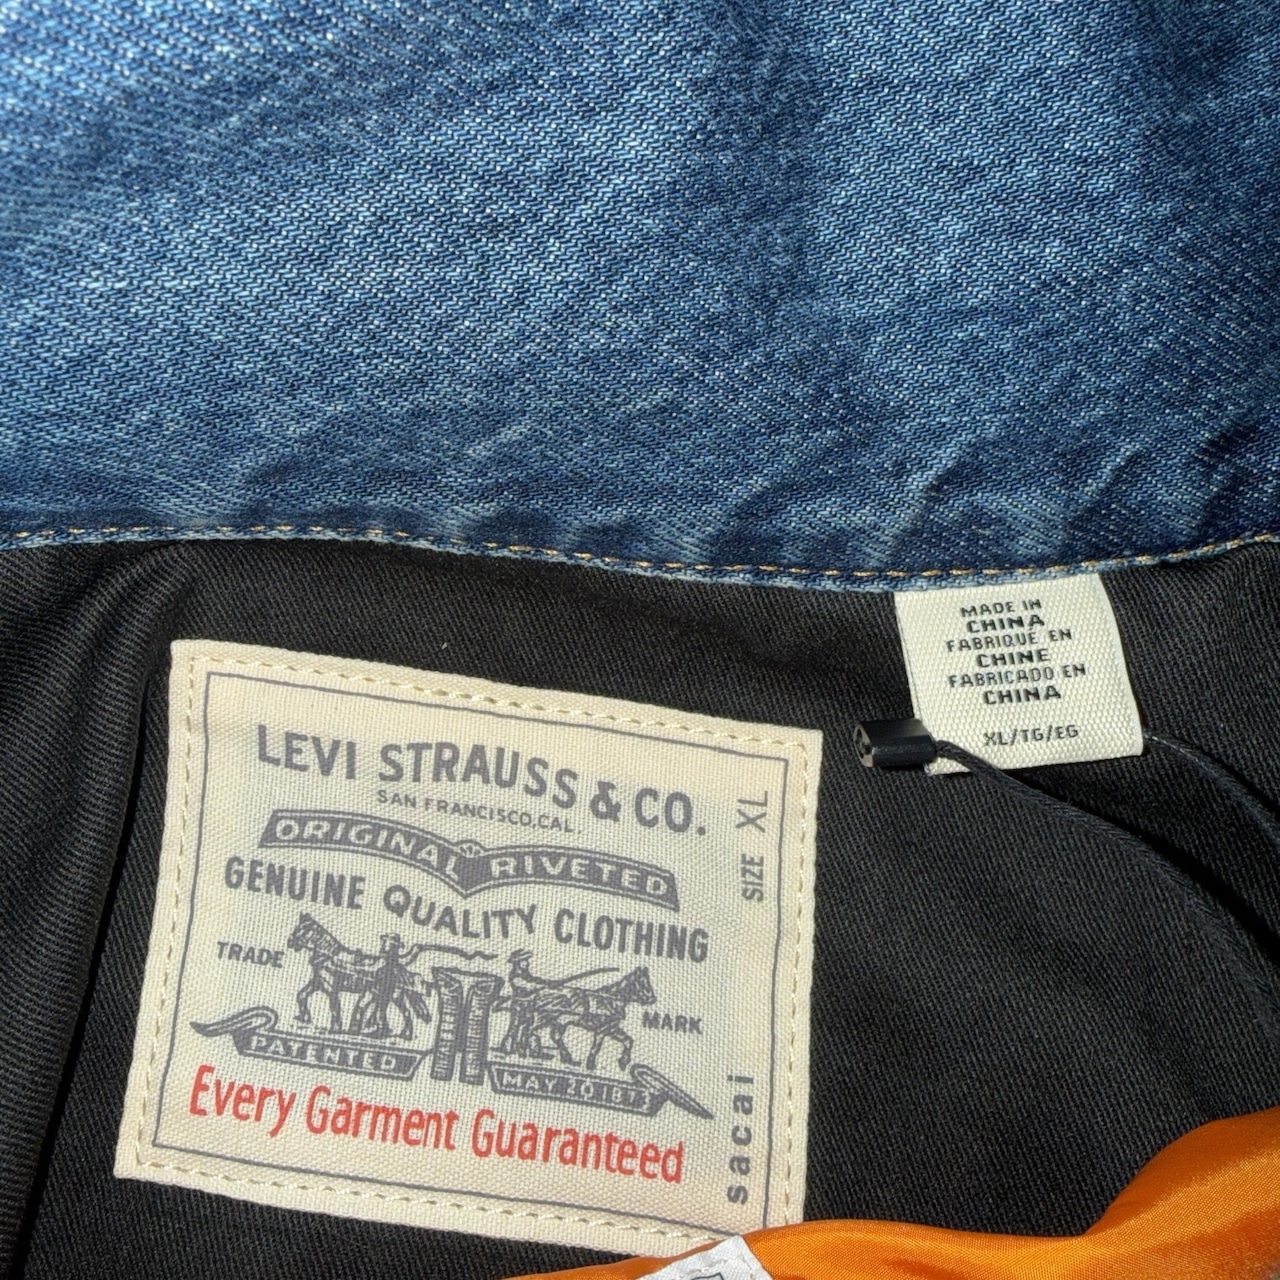 MADE IN
CHINA
FABRIQUÉ EN
CHINE
FABRICADO EN
CHINA
XL/TG/EG
LEVI STRAUSS & CO.
SAN FRANCISCO, CAL.
ORIGINAL RIVETED
GENUINE QUALITY CLOTHING
TRADE MARK
PATENTED MAY 20 1873
Every Garment Guaranteed
SIZE XL
sacai